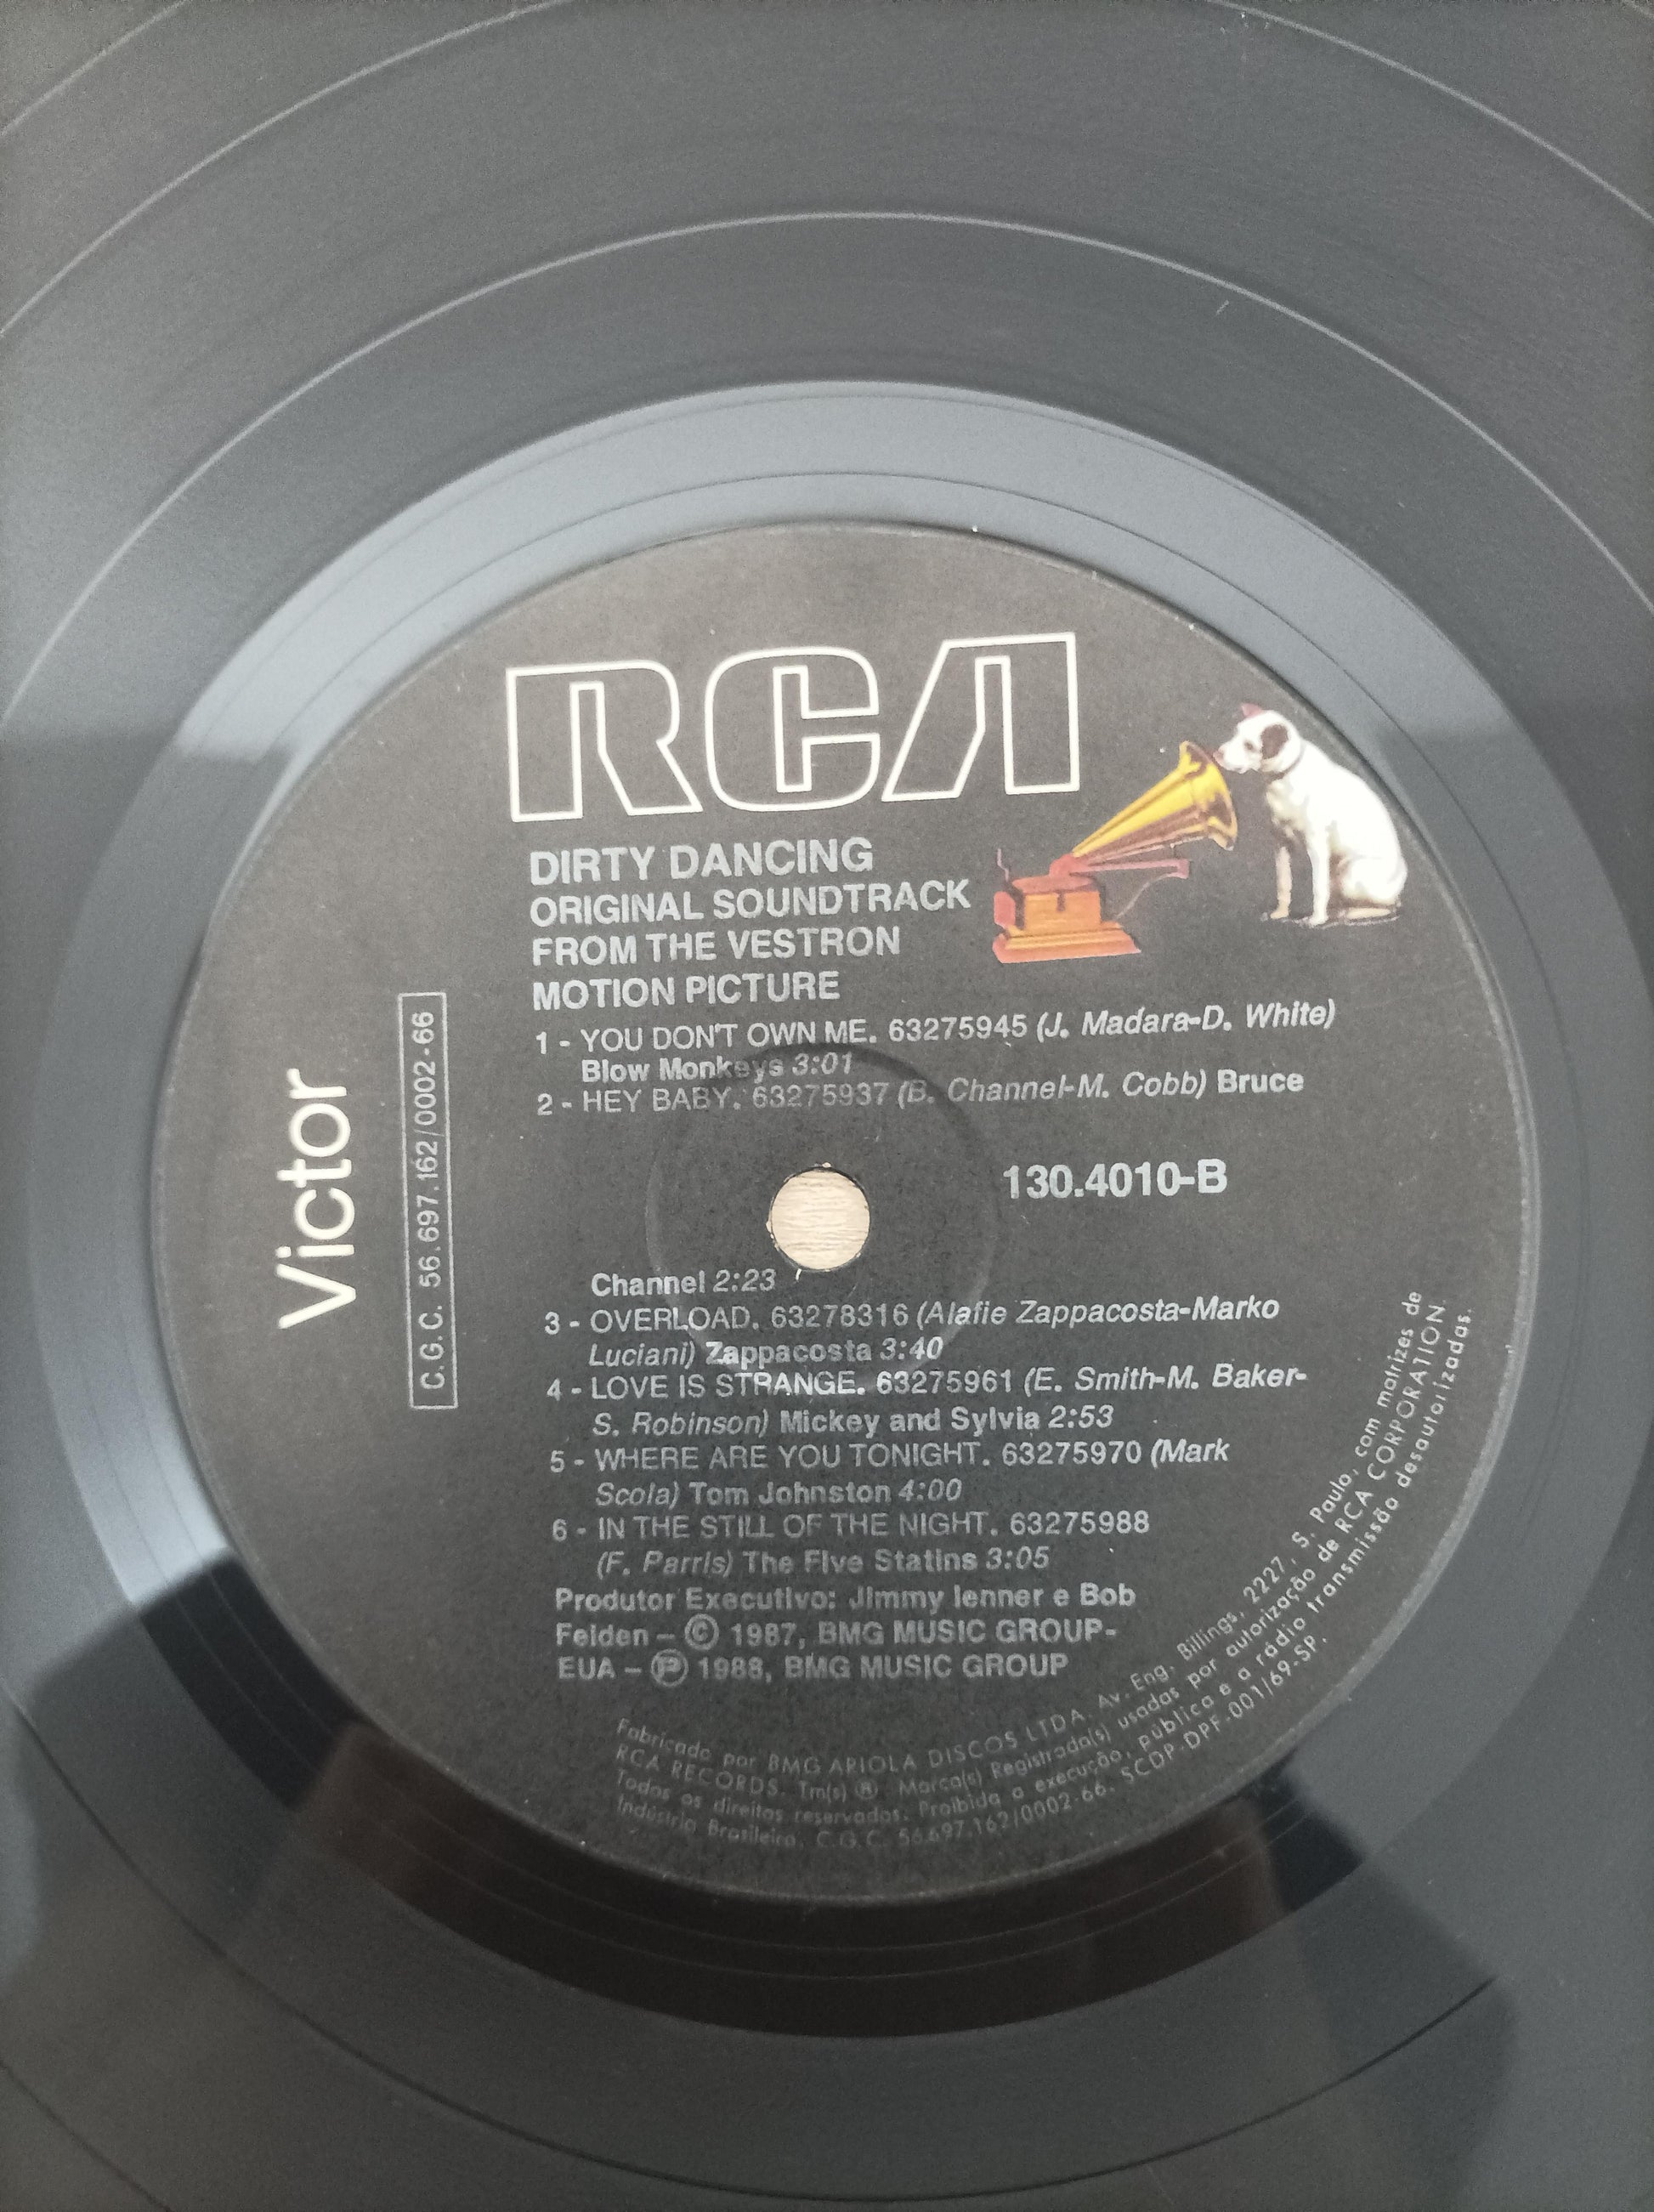 RCA
DIRTY DANCING
ORIGINAL SOUNDTRACK
FROM THE VESTRON
MOTION PICTURE
1 - YOU DON'T OWN ME. 63275945 (J. Madara-D. White)
Blow Monkeys 3:01
2 - HEY BABY. 63275937 (B. Channel-M. Cobb) Bruce
130.4010-B
Channel 2:23
3 - OVERLOAD. 63278316 (Alafie Zappacosta-Marko
Luciani) Zappacosta 3:40
4 - LOVE IS STRANGE. 63275961 (E. Smith-M. Baker-
S. Robinson) Mickey and Sylvia 2:53
5 - WHERE ARE YOU TONIGHT. 63275970 (Mark
Scola) Tom Johnston 4:00
6 - IN THE STILL OF THE NIGHT. 63275988
(F. Parris) The Five Statins 3:05
Produtor Executivo: Jimmy Ienner e Bob
Feiden – © 1987, BMG MUSIC GROUP-
EUA – ℗ 1988, BMG MUSIC GROUP
Victor
C.G.C. 56.697.162/0002-66
Fabricado por BMG ARIOLA DISCOS LTDA. Av. Eng. Billings, 2227, S. Paulo, com matrizes de
RCA RECORDS. Tm(s) ® Marca(s) Registrada(s) usadas por autorização de RCA CORPORATION.
Todos os direitos reservados. Proibida a execução, pública e a rádio transmissão desautorizadas.
Indústria Brasileira. C.G.C. 56.697.162/0002-66. SCDP-DPF-001/69-SP.